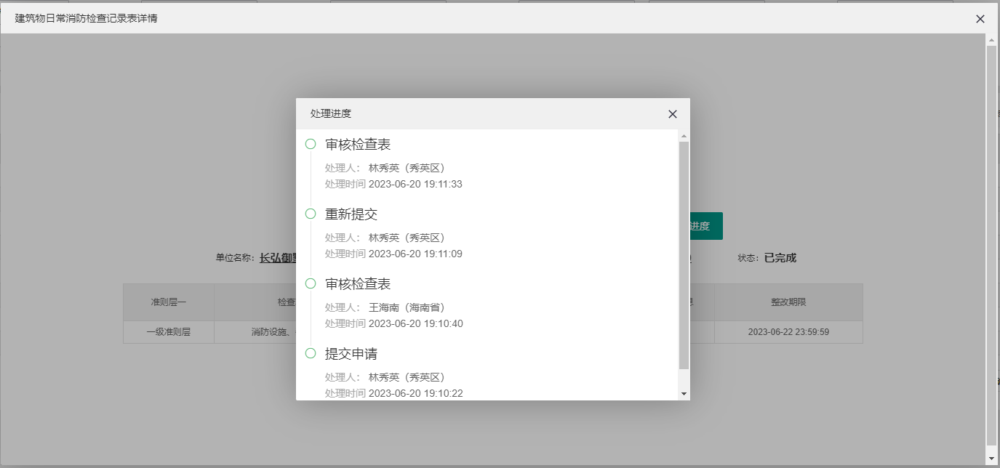 建筑物日常消防检查记录表详情
处理进度
审核检查表
处理人： 林秀英（秀英区）
处理时间 2023-06-20 19:11:33
重新提交
处理人： 林秀英（秀英区）
处理时间 2023-06-20 19:11:09
审核检查表
处理人： 王海南（海南省）
处理时间 2023-06-20 19:10:40
提交申请
处理人： 林秀英（秀英区）
处理时间 2023-06-20 19:10:22
进度
单位名称： 长弘御 状态： 已完成
准则层一 检查 整改期限
一级准则层 消防设施、 2023-06-22 23:59:59